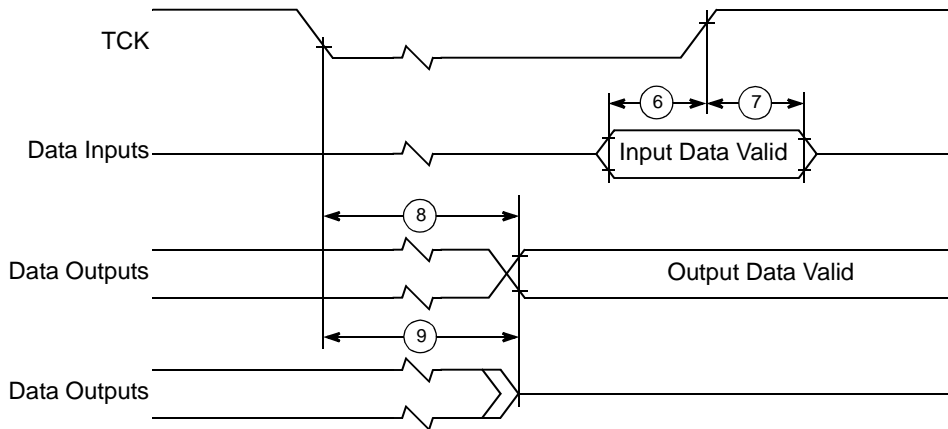 TCK
6
7
Data Inputs
Input Data Valid
8
Data Outputs
Output Data Valid
9
Data Outputs